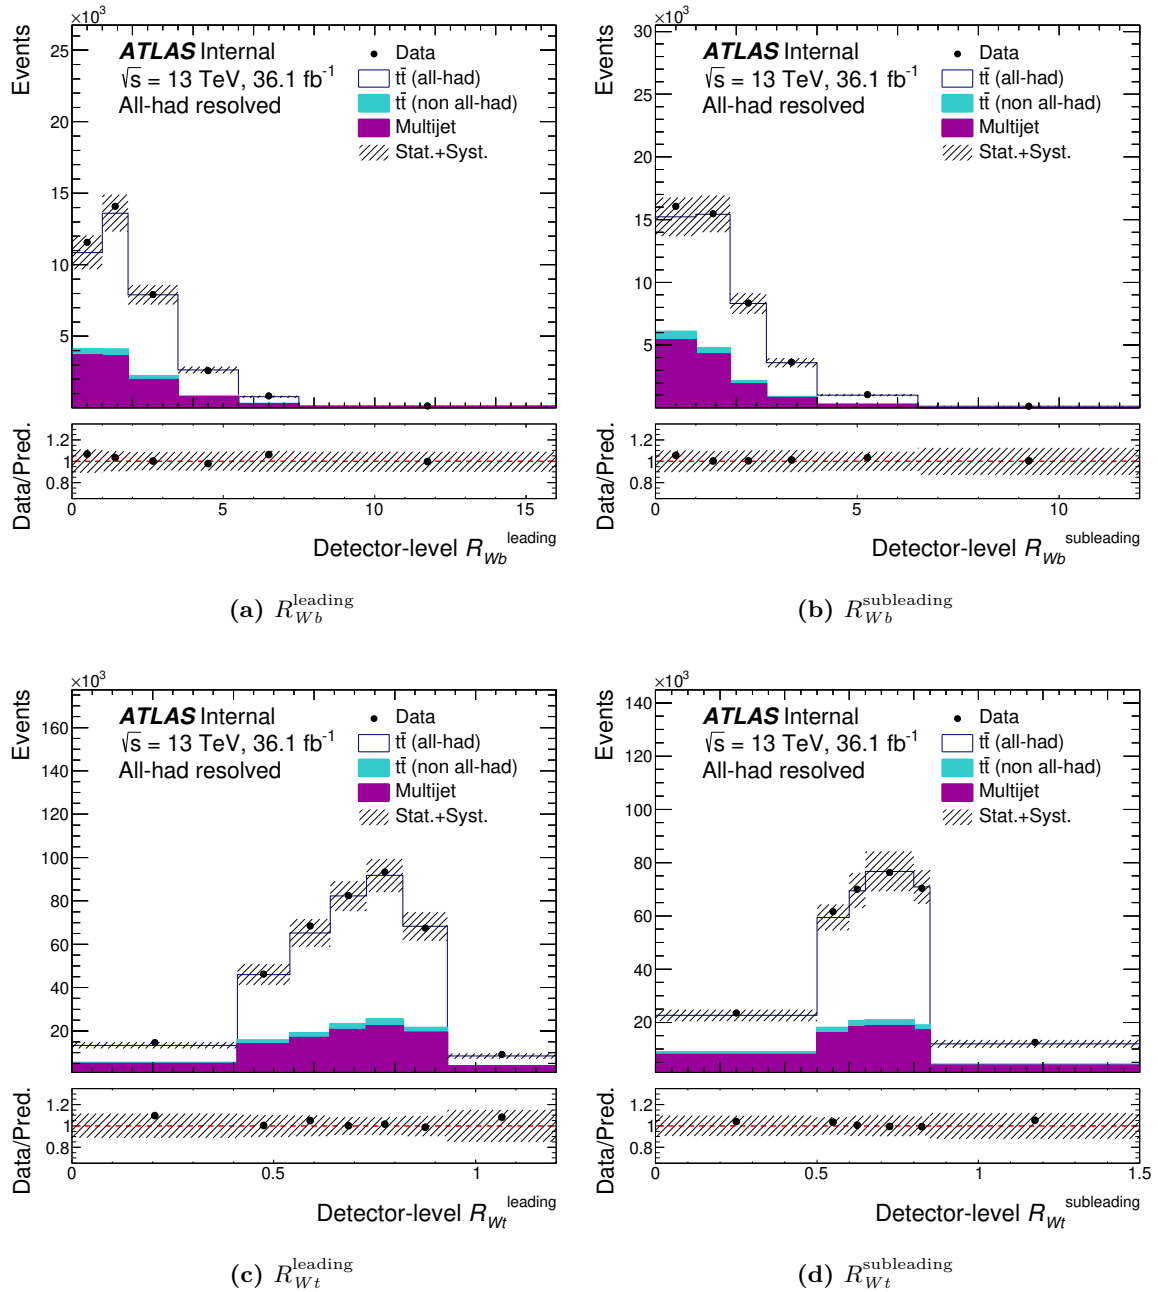 ×10³
Events
25
20
15
10
5
ATLAS Internal
√s = 13 TeV, 36.1 fb⁻¹
All-had resolved
Data
tt̄ (all-had)
tt̄ (non all-had)
Multijet
Stat.+Syst.
Data/Pred.
1.2
1
0.8
0 5 10 15
Detector-level R_Wb^leading
(a) R_Wb^leading
×10³
Events
30
25
20
15
10
5
ATLAS Internal
√s = 13 TeV, 36.1 fb⁻¹
All-had resolved
Data
tt̄ (all-had)
tt̄ (non all-had)
Multijet
Stat.+Syst.
Data/Pred.
1.2
1
0.8
0 5 10
Detector-level R_Wb^subleading
(b) R_Wb^subleading
×10³
Events
160
140
120
100
80
60
40
20
ATLAS Internal
√s = 13 TeV, 36.1 fb⁻¹
All-had resolved
Data
tt̄ (all-had)
tt̄ (non all-had)
Multijet
Stat.+Syst.
Data/Pred.
1.2
1
0.8
0 0.5 1
Detector-level R_Wt^leading
(c) R_Wt^leading
×10³
Events
140
120
100
80
60
40
20
ATLAS Internal
√s = 13 TeV, 36.1 fb⁻¹
All-had resolved
Data
tt̄ (all-had)
tt̄ (non all-had)
Multijet
Stat.+Syst.
Data/Pred.
1.2
1
0.8
0 0.5 1 1.5
Detector-level R_Wt^subleading
(d) R_Wt^subleading